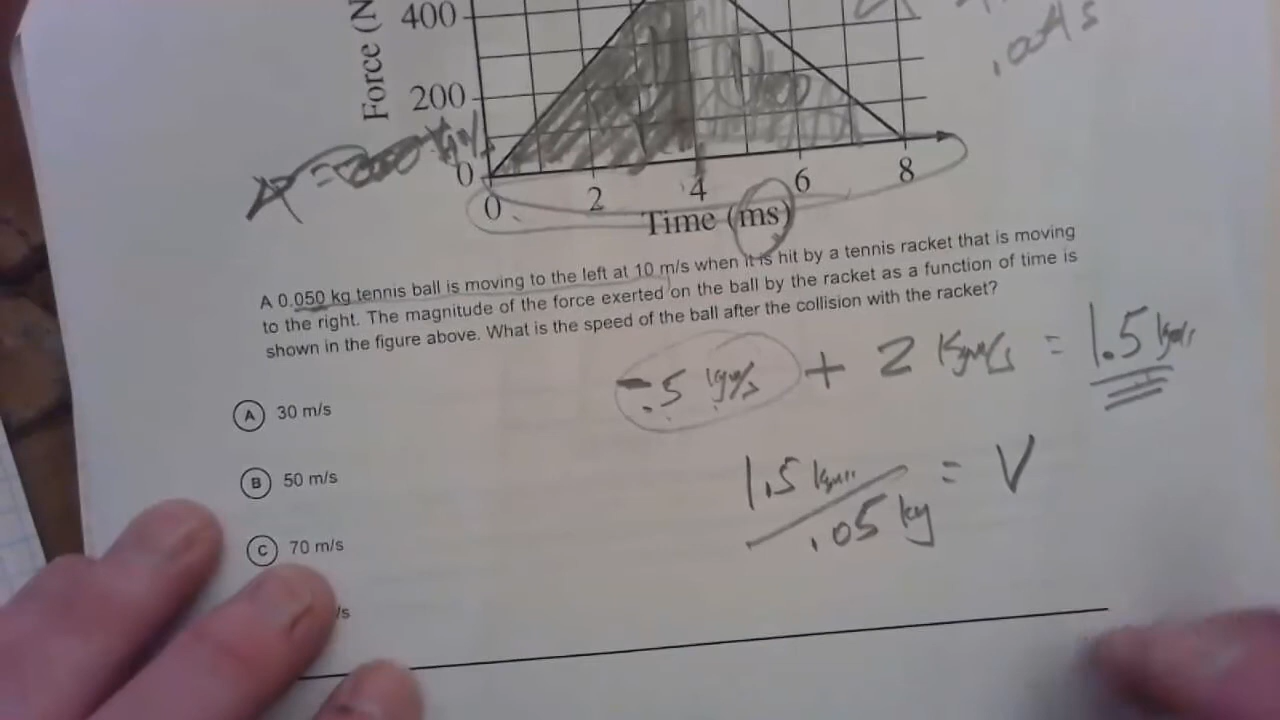 400
Force (N
200
0
0 2 4 6 8
Time (ms)
A 0.050 kg tennis ball is moving to the left at 10 m/s when it is hit by a tennis racket that is moving
to the right. The magnitude of the force exerted on the ball by the racket as a function of time is
shown in the figure above. What is the speed of the ball after the collision with the racket?
-.5 kgm/s + 2 kgm/s = 1.5 kgm/s
A 30 m/s
B 50 m/s
1.5 kgm/s = V
.05 kg
C 70 m/s
/s